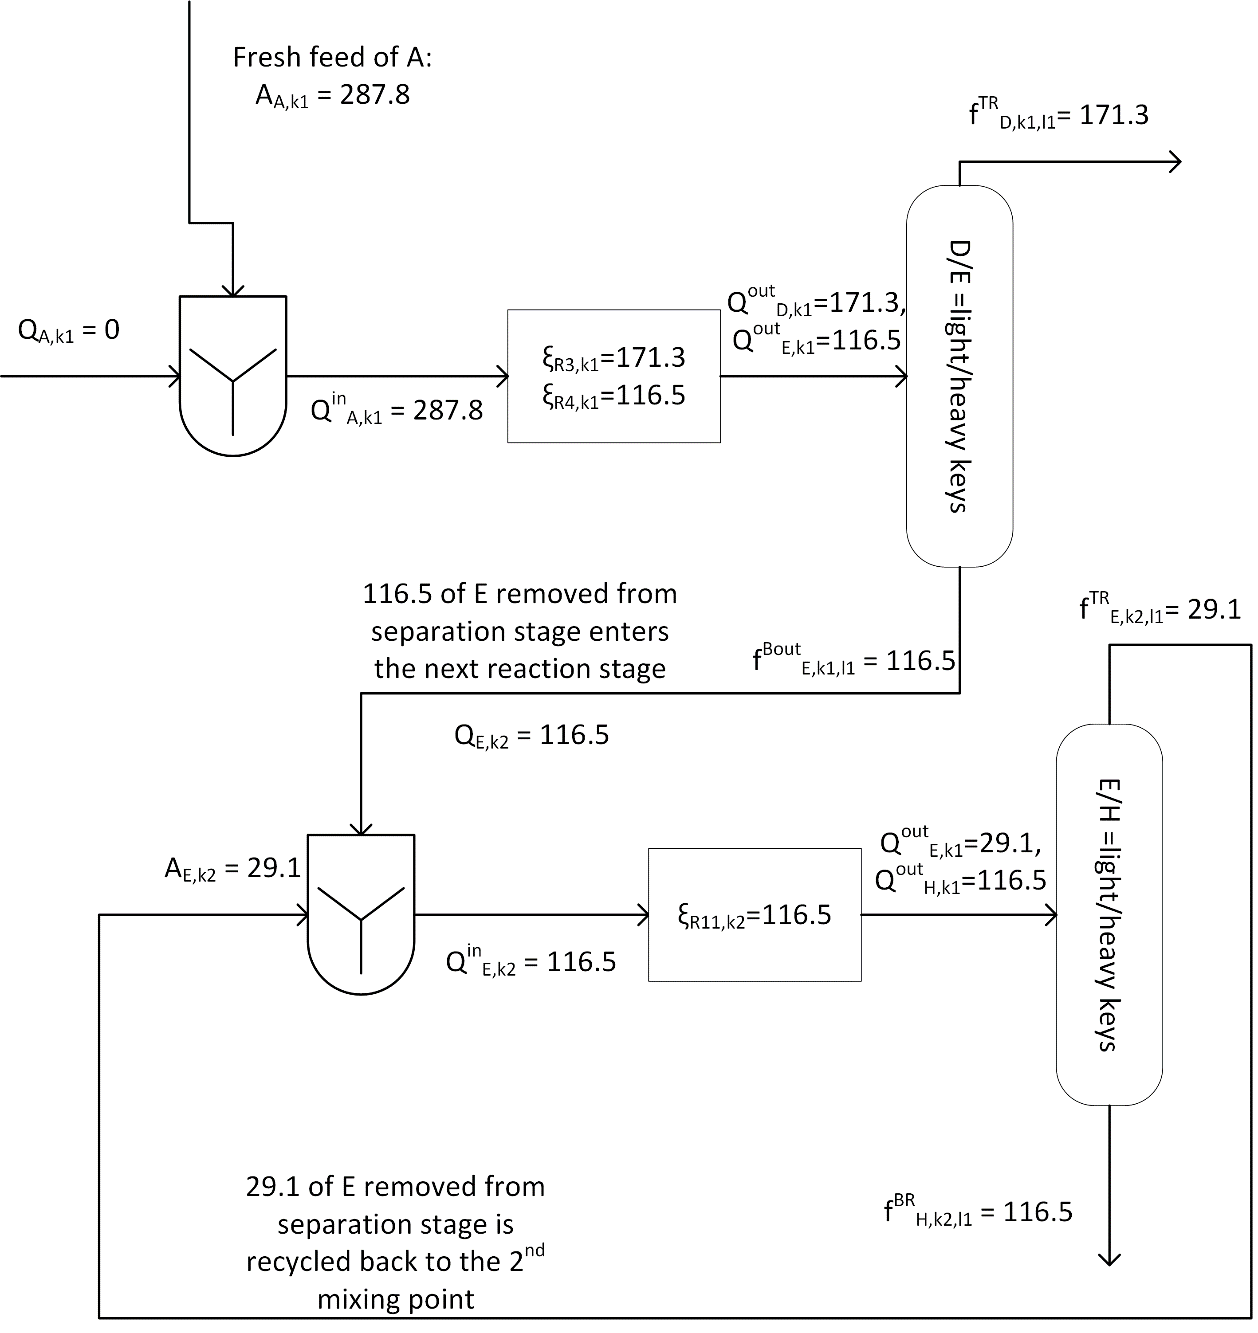 Fresh feed of A:
A_A,k1 = 287.8
f^TR_D,k1,l1= 171.3
Q_A,k1 = 0
Q^in_A,k1 = 287.8
ξ_R3,k1=171.3
ξ_R4,k1=116.5
Q^out_D,k1=171.3,
Q^out_E,k1=116.5
D/E =light/heavy keys
116.5 of E removed from
separation stage enters
the next reaction stage
f^Bout_E,k1,l1 = 116.5
f^TR_E,k2,l1= 29.1
Q_E,k2 = 116.5
A_E,k2 = 29.1
Q^in_E,k2 = 116.5
ξ_R11,k2=116.5
Q^out_E,k1=29.1,
Q^out_H,k1=116.5
E/H =light/heavy keys
29.1 of E removed from
separation stage is
recycled back to the 2^nd
mixing point
f^BR_H,k2,l1 = 116.5